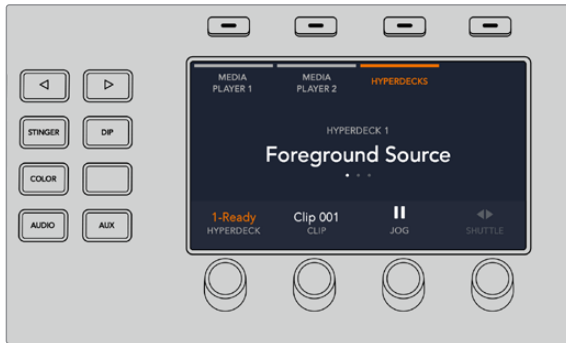 MEDIA
PLAYER 1
MEDIA
PLAYER 2
HYPERDECKS
STINGER
DIP
HYPERDECK 1
Foreground Source
COLOR
1-Ready
HYPERDECK
Clip 001
CLIP
JOG
SHUTTLE
AUDIO
AUX